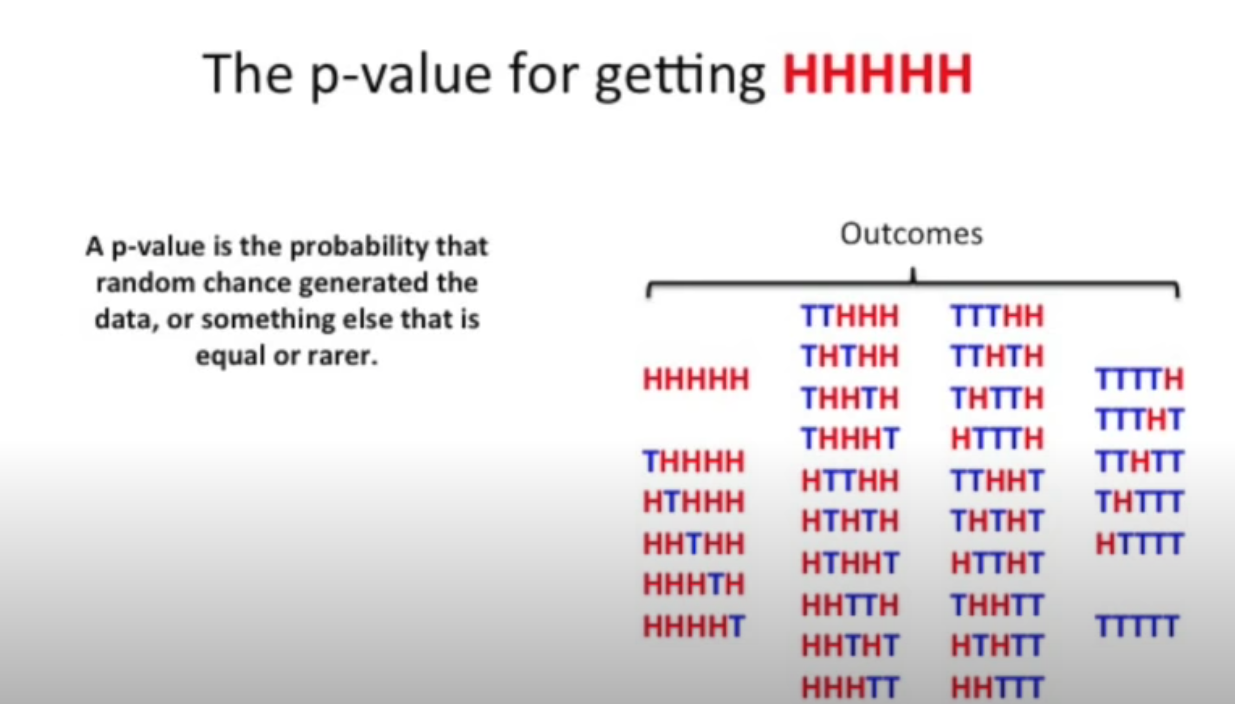 The p-value for getting HHHHH
A p-value is the probability that
random chance generated the
data, or something else that is
equal or rarer.
Outcomes
HHHHH
THHHH
HTHHH
HHTHH
HHHTH
HHHHT
TTHHH
THTHH
THHTH
THHHT
HTTHH
HTHTH
HTHHT
HHTTH
HHTHT
HHHTT
TTTHH
TTHTH
THTTH
HTTTH
TTHHT
THTHT
HTTHT
THHTT
HTHTT
HHTTT
TTTTH
TTTHT
TTHTT
THTTT
HTTTT
TTTTT